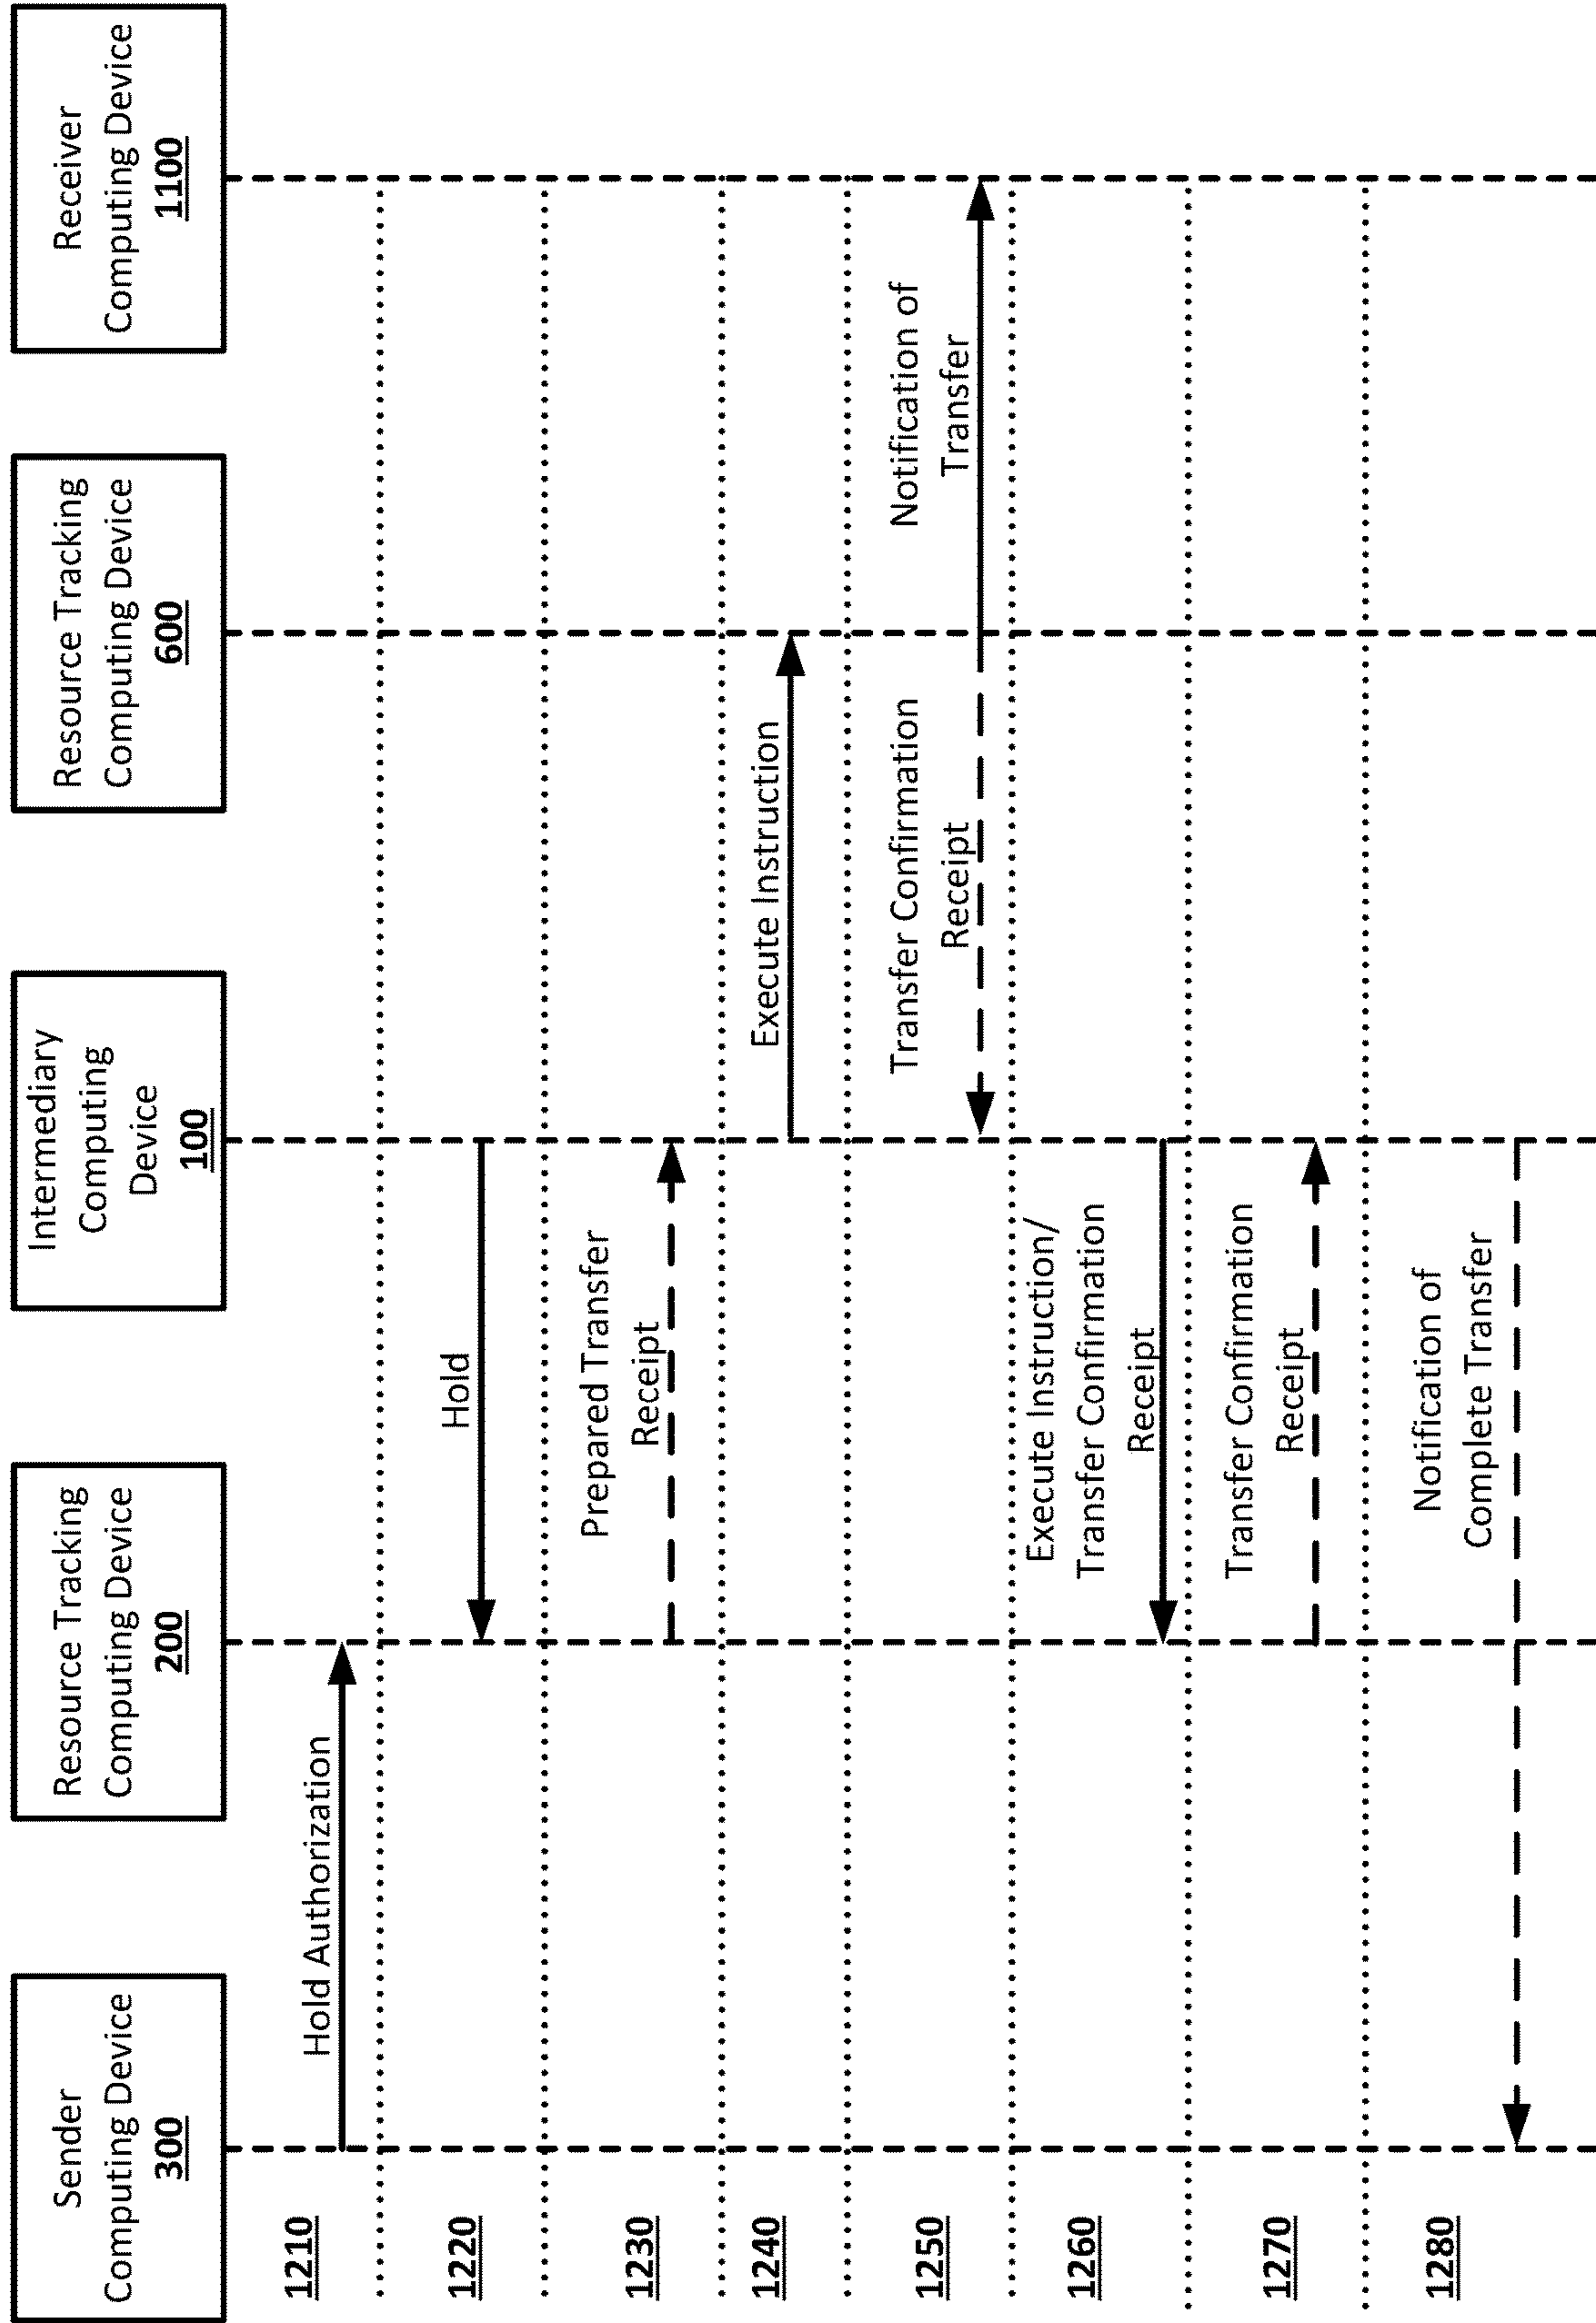 Sender
Computing Device
300
Resource Tracking
Computing Device
200
Intermediary
Computing
Device
100
Resource Tracking
Computing Device
600
Receiver
Computing Device
1100
1210
Hold Authorization
1220
Hold
1230
Prepared Transfer
Receipt
1240
Execute Instruction
1250
Transfer Confirmation
Receipt
Notification of
Transfer
1260
Execute Instruction/
Transfer Confirmation
Receipt
1270
Transfer Confirmation
Receipt
1280
Notification of
Complete Transfer